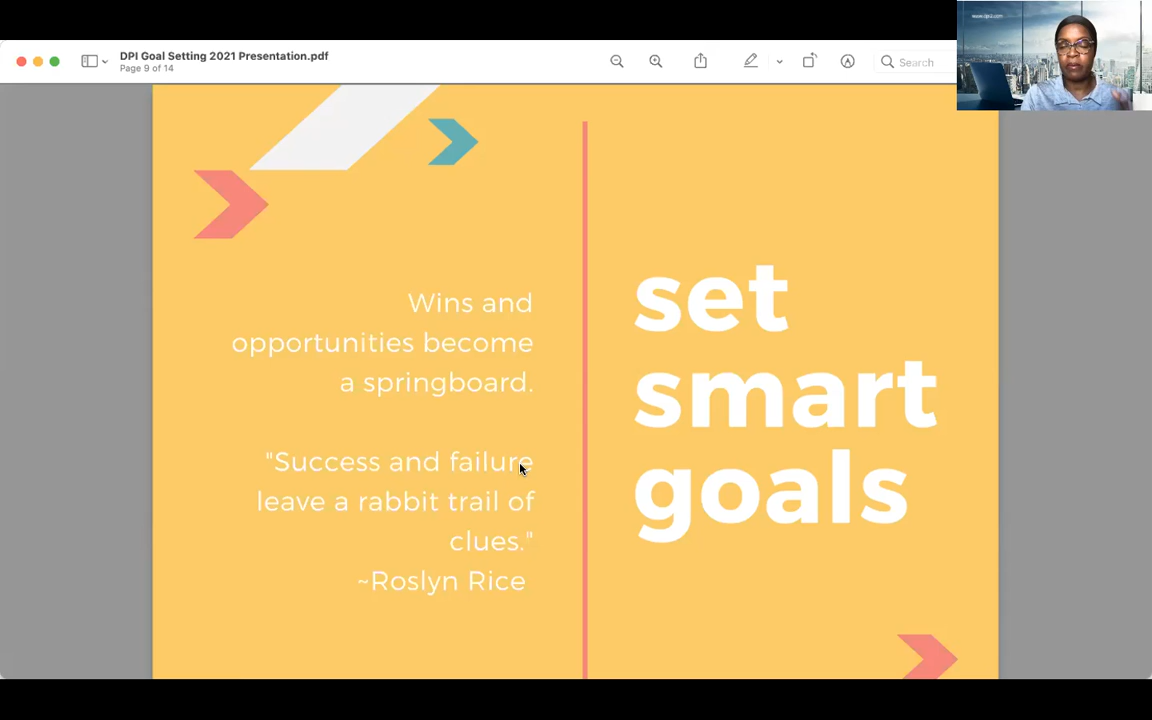 DPI Goal Setting 2021 Presentation.pdf
Page 9 of 14
Search
Wins and
opportunities become
a springboard.
"Success and failure
leave a rabbit trail of
clues."
~Roslyn Rice
set
smart
goals